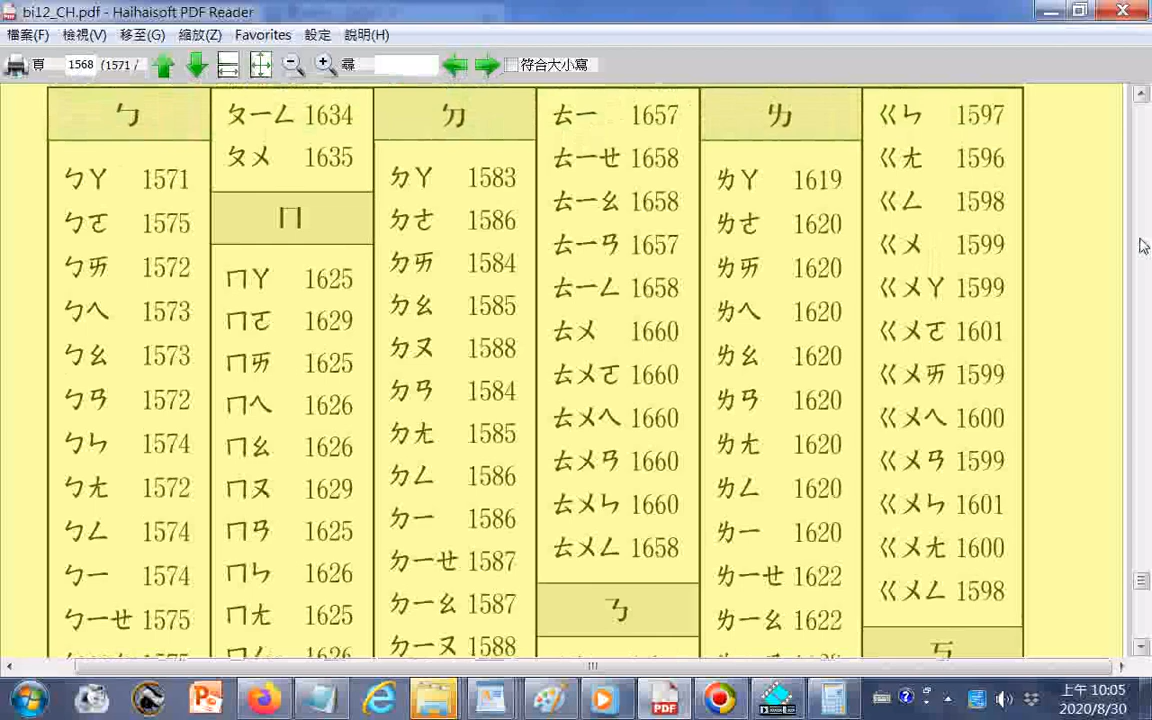 bi12_CH.pdf - Haihaisoft PDF Reader
檔案(F) 檢視(V) 移至(G) 縮放(Z) Favorites 設定 說明(H)
頁 1568 (1571 / 尋 符合大小寫
ㄅ
ㄅㄚ 1571
ㄅㄛ 1575
ㄅㄞ 1572
ㄅㄟ 1573
ㄅㄠ 1573
ㄅㄢ 1572
ㄅㄣ 1574
ㄅㄤ 1572
ㄅㄥ 1574
ㄅㄧ 1574
ㄅㄧㄝ 1575
ㄆㄧㄥ 1634
ㄆㄨ 1635
ㄇ
ㄇㄚ 1625
ㄇㄛ 1629
ㄇㄞ 1625
ㄇㄟ 1626
ㄇㄠ 1626
ㄇㄡ 1629
ㄇㄢ 1625
ㄇㄣ 1626
ㄇㄤ 1625
ㄇㄥ 1626
ㄉ
ㄉㄚ 1583
ㄉㄜ 1586
ㄉㄞ 1584
ㄉㄠ 1585
ㄉㄡ 1588
ㄉㄢ 1584
ㄉㄤ 1585
ㄉㄥ 1586
ㄉㄧ 1586
ㄉㄧㄝ 1587
ㄉㄧㄠ 1587
ㄉㄧㄡ 1588
ㄊㄧ 1657
ㄊㄧㄝ 1658
ㄊㄧㄠ 1658
ㄊㄧㄢ 1657
ㄊㄧㄥ 1658
ㄊㄨ 1660
ㄊㄨㄛ 1660
ㄊㄨㄟ 1660
ㄊㄨㄢ 1660
ㄊㄨㄣ 1660
ㄊㄨㄥ 1658
ㄋ
ㄌ
ㄌㄚ 1619
ㄌㄜ 1620
ㄌㄞ 1620
ㄌㄟ 1620
ㄌㄠ 1620
ㄌㄢ 1620
ㄌㄤ 1620
ㄌㄥ 1620
ㄌㄧ 1620
ㄌㄧㄝ 1622
ㄌㄧㄠ 1622
ㄍㄣ 1597
ㄍㄤ 1596
ㄍㄥ 1598
ㄍㄨ 1599
ㄍㄨㄚ 1599
ㄍㄨㄛ 1601
ㄍㄨㄞ 1599
ㄍㄨㄟ 1600
ㄍㄨㄢ 1599
ㄍㄨㄣ 1601
ㄍㄨㄤ 1600
ㄍㄨㄥ 1598
ㄎ
PDF
上午 10:05
2020/8/30